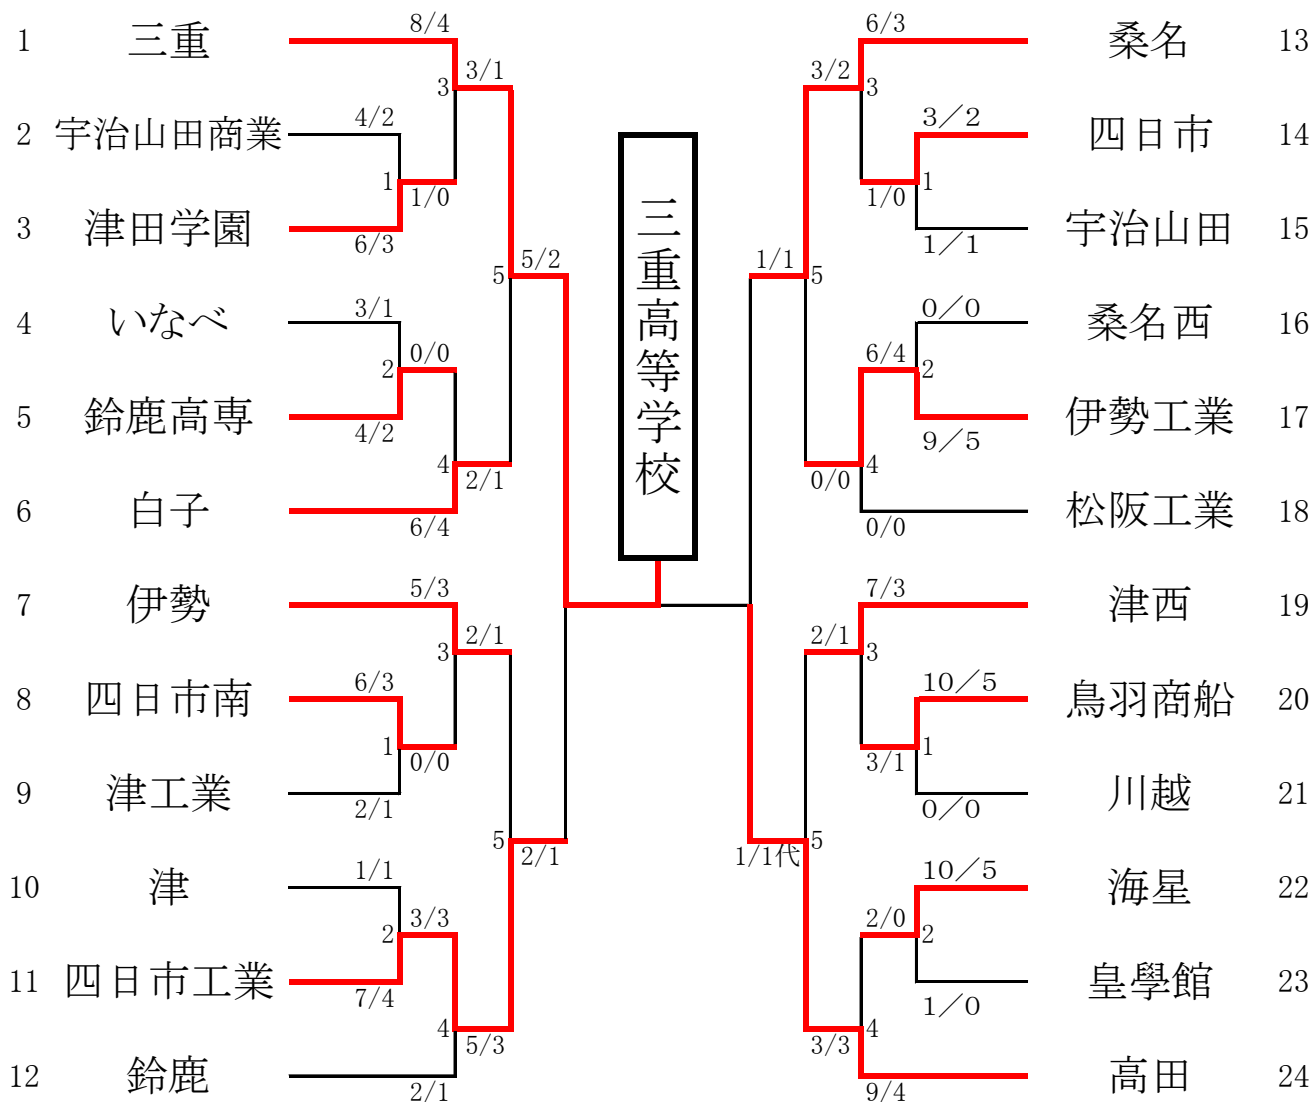 8/4
6/3
1 三重
桑名 13
3/1
3/2
3
3
4/2
3／2
2 宇治山田商業
四日市 14
1
1
1/0
1/0
3 津田学園
宇治山田 15
6/3
1／1
5/2
1/1
5
5
3/1
0／0
4 いなべ
桑名西 16
0/0
6/4
2
2
5 鈴鹿高専
伊勢工業 17
4/2
9／5
4
4
2/1
0/0
6 白子
松阪工業 18
6/4
0/0
三重高等学校
5/3
7/3
7 伊勢
津西 19
2/1
2/1
3
3
6/3
10／5
8 四日市南
鳥羽商船 20
1
1
0/0
3/1
9 津工業
川越 21
2/1
0／0
5
5
2/1
1/1代
1/1
10／5
10 津
海星 22
3/3
2/0
2
2
11 四日市工業
皇學館 23
7/4
1／0
4
4
5/3
3/3
12 鈴鹿
高田 24
2/1
9/4